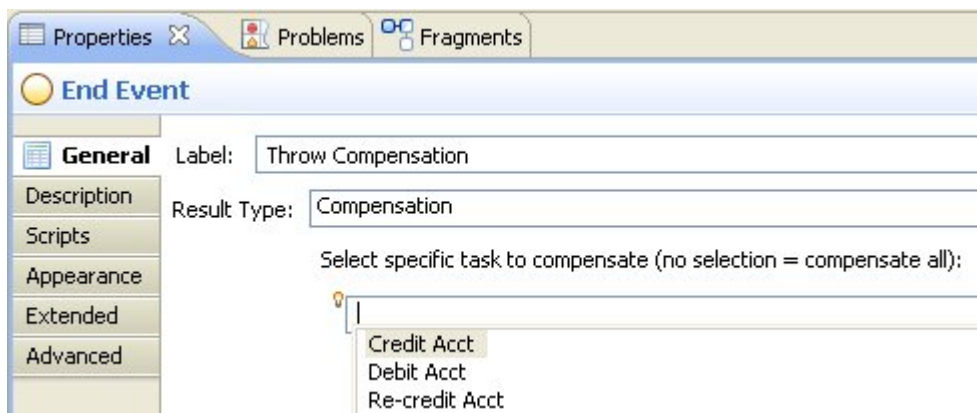 Properties Problems Fragments
End Event
General Label: Throw Compensation
Description
Result Type: Compensation
Scripts
Select specific task to compensate (no selection = compensate all):
Appearance
Extended
Credit Acct
Advanced
Debit Acct
Re-credit Acct